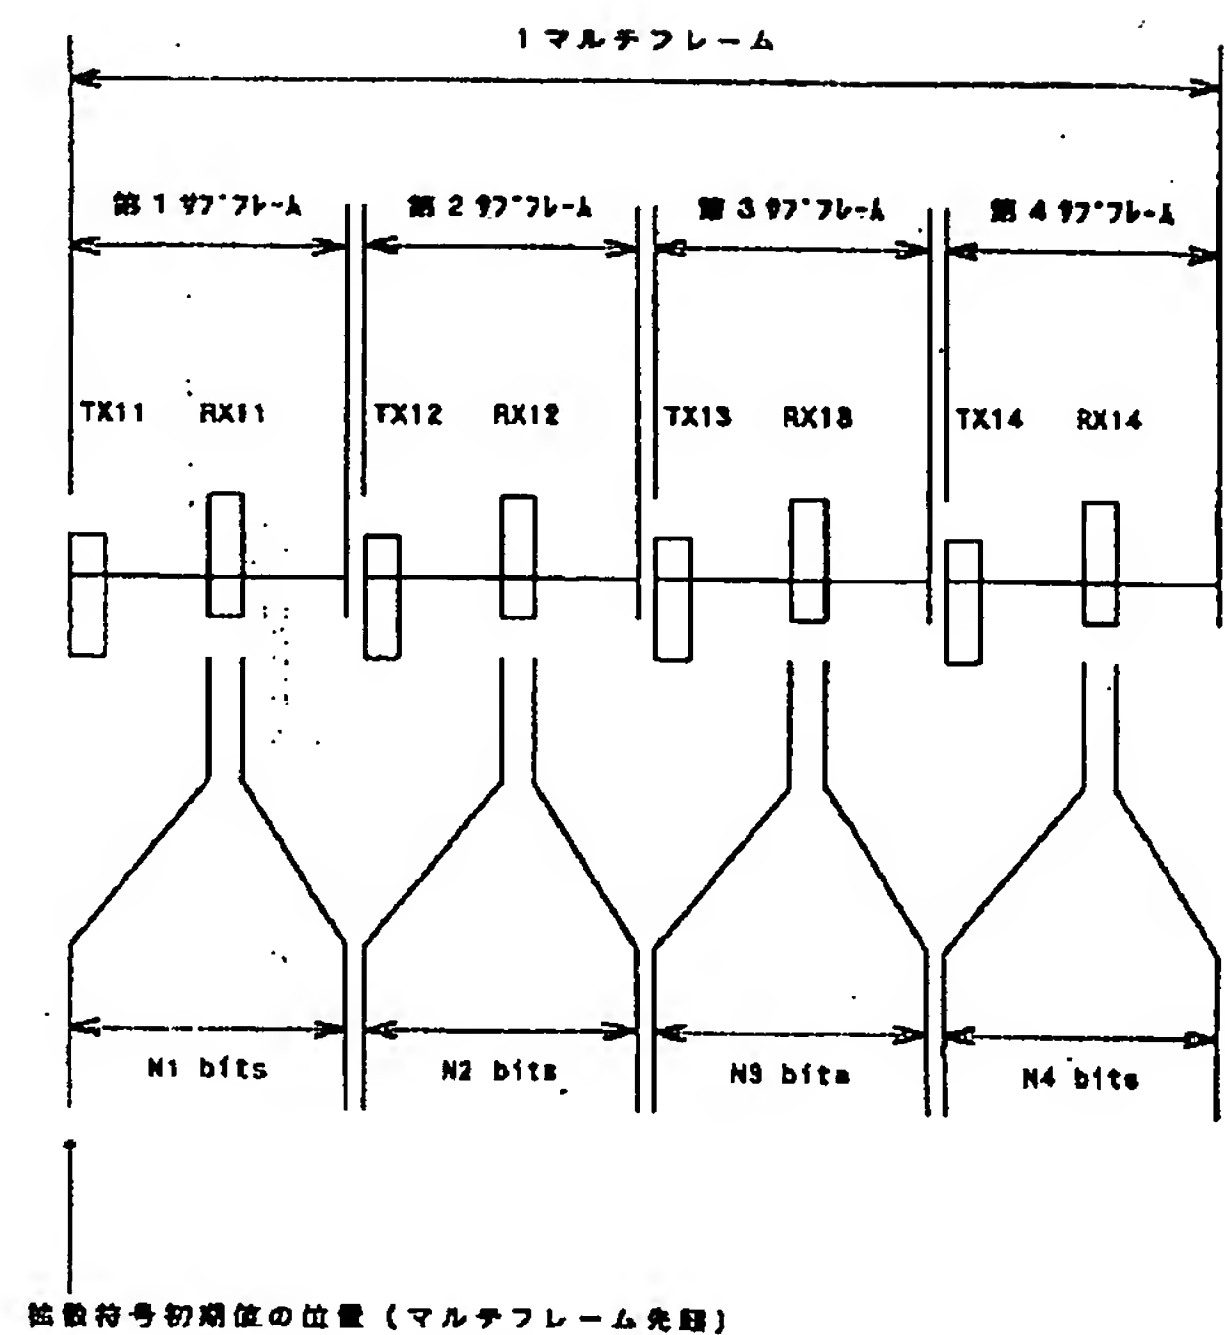 1 マルチフレーム
第 1 サブフレーム 第 2 サブフレーム 第 3 サブフレーム 第 4 サブフレーム
TX11 RX11 TX12 RX12 TX13 RX13 TX14 RX14
N1 bits N2 bits N3 bits N4 bits
拡散符号初期値の位置 (マルチフレーム先頭)